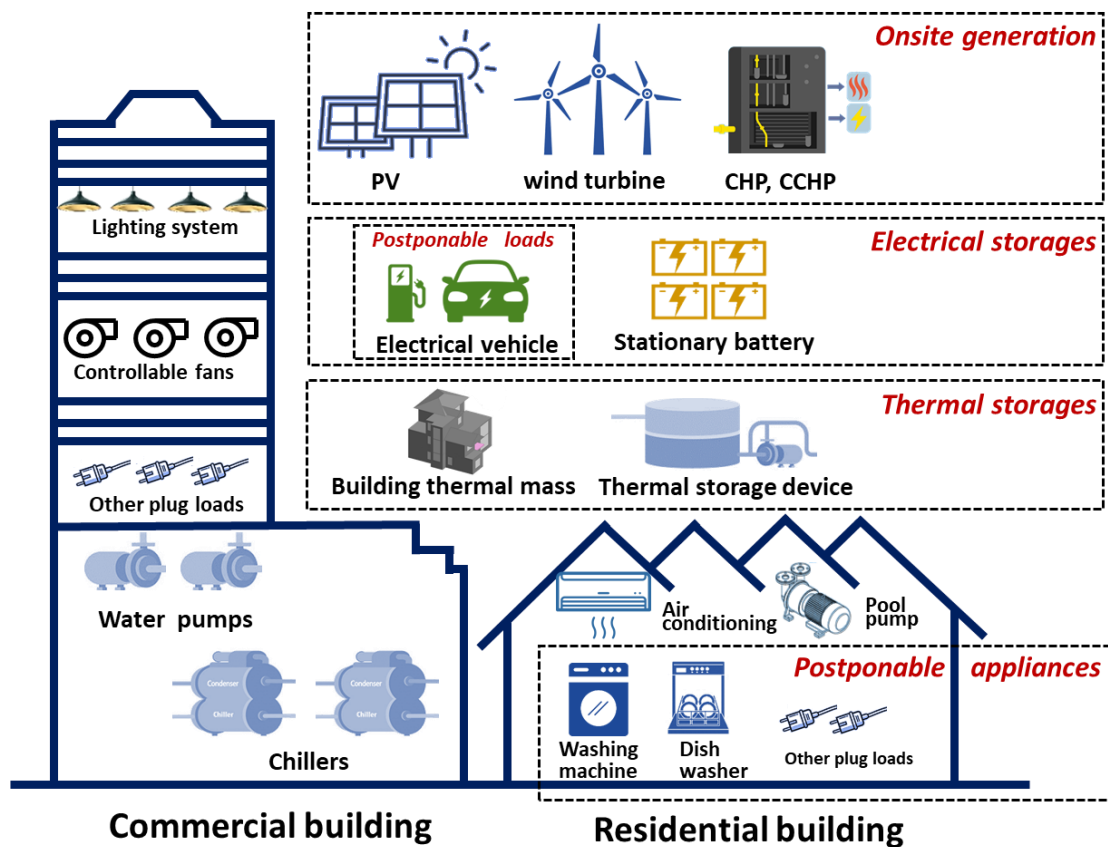 Onsite generation
PV
wind turbine
CHP, CCHP
Lighting system
Postponable loads
Electrical storages
Electrical vehicle
Stationary battery
Controllable fans
Thermal storages
Building thermal mass
Thermal storage device
Other plug loads
Water pumps
Air
conditioning
Pool
pump
Condenser
Chiller
Condenser
Chiller
Chillers
Postponable appliances
Washing
machine
Dish
washer
Other plug loads
Commercial building
Residential building